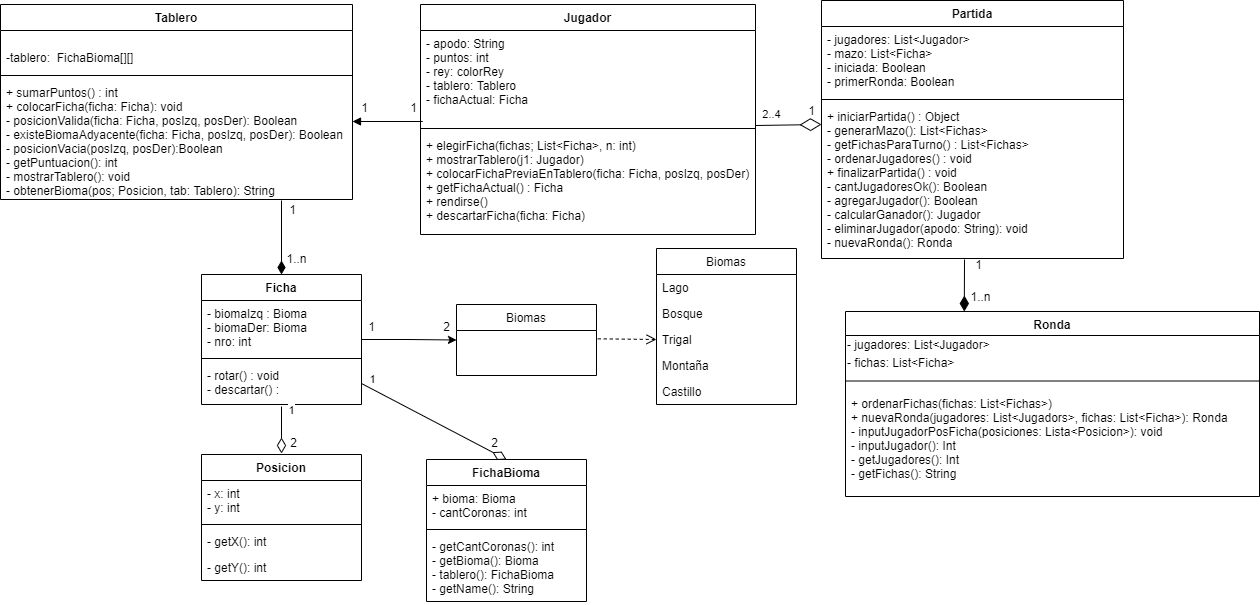 Tablero
-tablero:  FichaBioma[][]
+ sumarPuntos() : int
+ colocarFicha(ficha: Ficha): void
- posicionValida(ficha: Ficha, posIzq, posDer): Boolean
- existeBiomaAdyacente(ficha: Ficha, posIzq, posDer): Boolean
- posicionVacia(posIzq, posDer):Boolean
- getPuntuacion(): int
- mostrarTablero(): void
- obtenerBioma(pos; Posicion, tab: Tablero): String
1
1
Jugador
- apodo: String
- puntos: int
- rey: colorRey
- tablero: Tablero
- fichaActual: Ficha
+ elegirFicha(fichas; List<Ficha>, n: int)
+ mostrarTablero(j1: Jugador)
+ colocarFichaPreviaEnTablero(ficha: Ficha, posIzq, posDer)
+ getFichaActual() : Ficha
+ rendirse()
+ descartarFicha(ficha: Ficha)
2..4
1
Partida
- jugadores: List<Jugador>
- mazo: List<Ficha>
- iniciada: Boolean
- primerRonda: Boolean
+ iniciarPartida() : Object
- generarMazo(): List<Fichas>
- getFichasParaTurno() : List<Fichas>
- ordenarJugadores() : void
+ finalizarPartida() : void
- cantJugadoresOk(): Boolean
- agregarJugador(): Boolean
- calcularGanador(): Jugador
- eliminarJugador(apodo: String): void
- nuevaRonda(): Ronda
1
1..n
Ficha
- biomaIzq : Bioma
- biomaDer: Bioma
- nro: int
- rotar() : void
- descartar() :
1
2
Biomas
Biomas
Lago
Bosque
Trigal
Montaña
Castillo
1
1..n
Ronda
- jugadores: List<Jugador>
- fichas: List<Ficha>
+ ordenarFichas(fichas: List<Fichas>)
+ nuevaRonda(jugadores: List<Jugadors>, fichas: List<Ficha>): Ronda
- inputJugadorPosFicha(posiciones: Lista<Posicion>): void
- inputJugador(): Int
- getJugadores(): Int
- getFichas(): String
1
2
Posicion
- x: int
- y: int
- getX(): int
- getY(): int
1
2
FichaBioma
+ bioma: Bioma
- cantCoronas: int
- getCantCoronas(): int
- getBioma(): Bioma
- tablero(): FichaBioma
- getName(): String